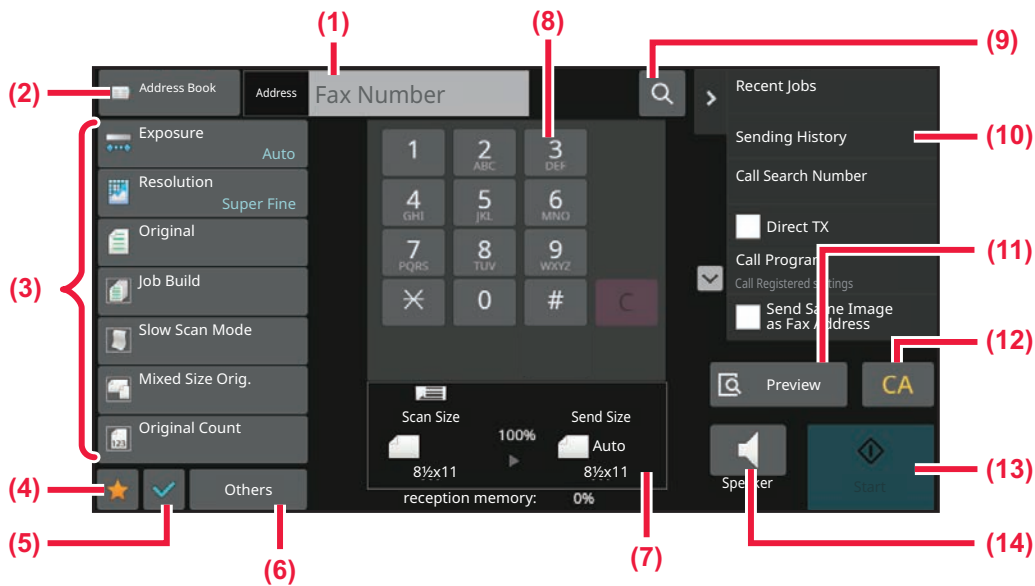 (1)
(8)
(9)
(2)
Address Book
Address
Fax Number
Recent Jobs
(3)
Exposure
Auto
Resolution
Super Fine
Original
Job Build
Slow Scan Mode
Mixed Size Orig.
Original Count
123
1
2
ABC
3
DEF
4
GHI
5
JKL
6
MNO
7
PQRS
8
TUV
9
WXYZ
0
#
C
Sending History
(10)
Call Search Number
Direct TX
(11)
Call Program
Call Registered settings
Send Same Image
as Fax Address
(12)
Preview
CA
Scan Size
Send Size
100%
Auto
8½x11
8½x11
reception memory: 0%
(4)
Others
Speaker
Start
(13)
(5)
(6)
(7)
(14)